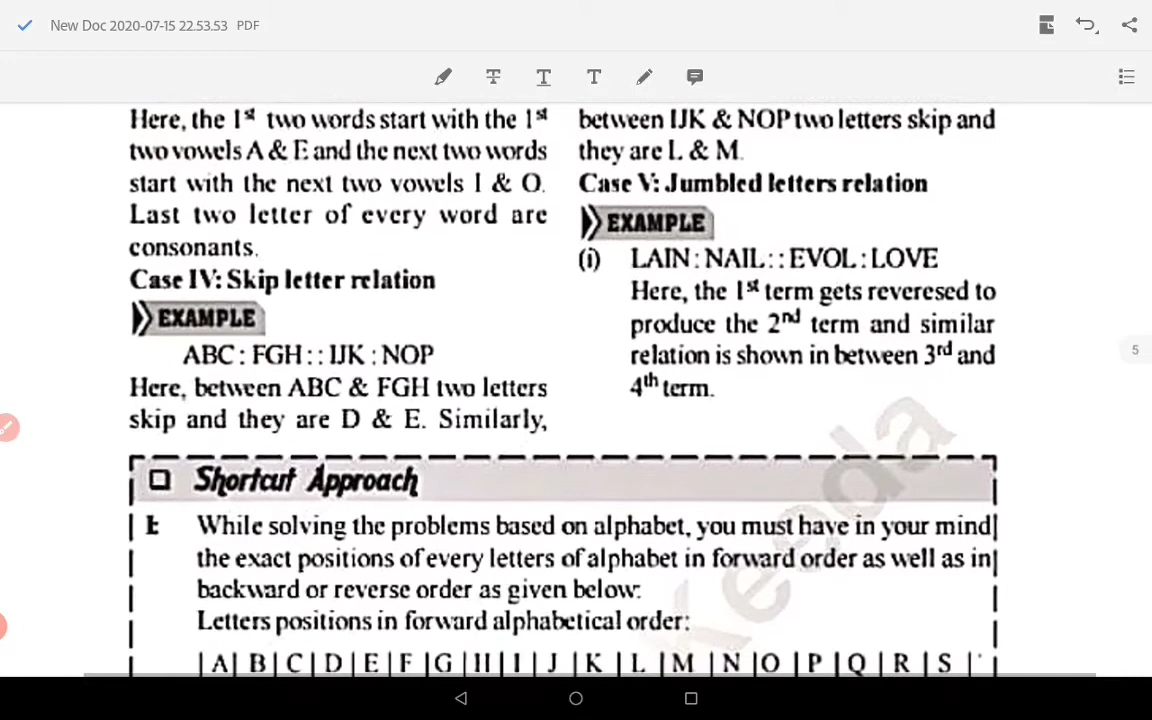 New Doc 2020-07-15 22.53.53 PDF
Here, the 1st two words start with the 1st
two vowels A & E and the next two words
start with the next two vowels I & O.
Last two letter of every word are
consonants.
Case IV: Skip letter relation
EXAMPLE
ABC : FGH : : IJK : NOP
Here, between ABC & FGH two letters
skip and they are D & E. Similarly,
between IJK & NOP two letters skip and
they are L & M.
Case V: Jumbled letters relation
EXAMPLE
(i) LAIN : NAIL : : EVOL : LOVE
Here, the 1st term gets reveresed to
produce the 2nd term and similar
relation is shown in between 3rd and
4th term.
5
Shortcut Approach
While solving the problems based on alphabet, you must have in your mind
the exact positions of every letters of alphabet in forward order as well as in
backward or reverse order as given below:
Letters positions in forward alphabetical order:
| A | B | C | D | E | F | G | H | I | J | K | L | M | N | O | P | Q | R | S |
Keeda